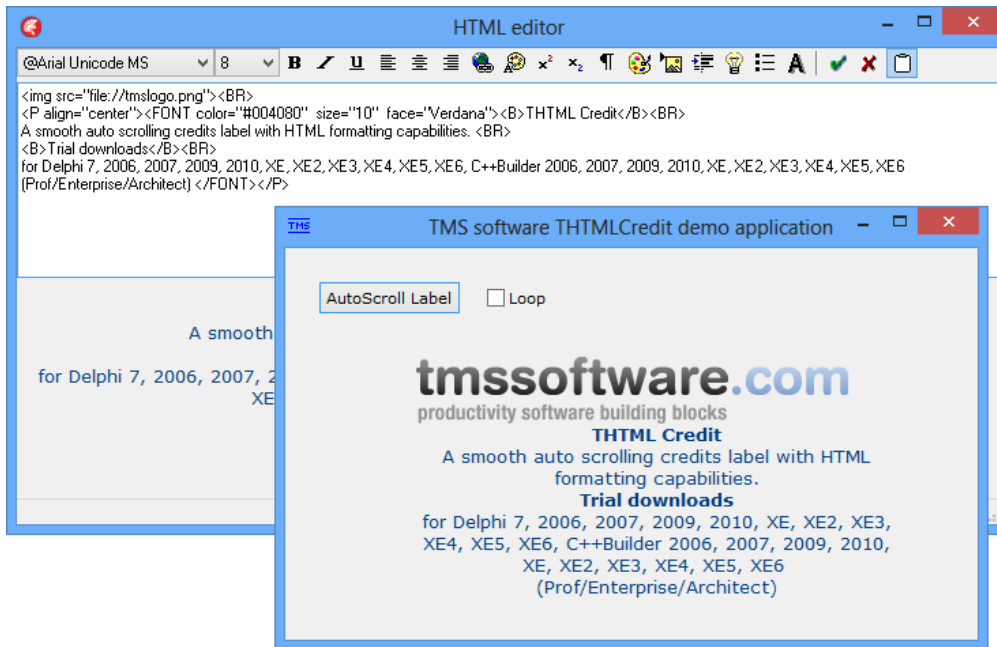 HTML editor
@Arial Unicode MS 8 B I U x² x₂ ¶ A
<img src="file://tmslogo.png"><BR>
<P align="center"><FONT color="#004080" size="10" face="Verdana"><B>THTML Credit</B><BR>
A smooth auto scrolling credits label with HTML formatting capabilities. <BR>
<B>Trial downloads</B><BR>
for Delphi 7, 2006, 2007, 2009, 2010, XE, XE2, XE3, XE4, XE5, XE6, C++Builder 2006, 2007, 2009, 2010, XE, XE2, XE3, XE4, XE5, XE6
(Prof/Enterprise/Architect) </FONT></P>
A smooth
for Delphi 7, 2006, 2007, 2
XE
TMS TMS software THTMLCredit demo application
AutoScroll Label Loop
tmssoftware.com
productivity software building blocks
THTML Credit
A smooth auto scrolling credits label with HTML
formatting capabilities.
Trial downloads
for Delphi 7, 2006, 2007, 2009, 2010, XE, XE2, XE3,
XE4, XE5, XE6, C++Builder 2006, 2007, 2009, 2010,
XE, XE2, XE3, XE4, XE5, XE6
(Prof/Enterprise/Architect)